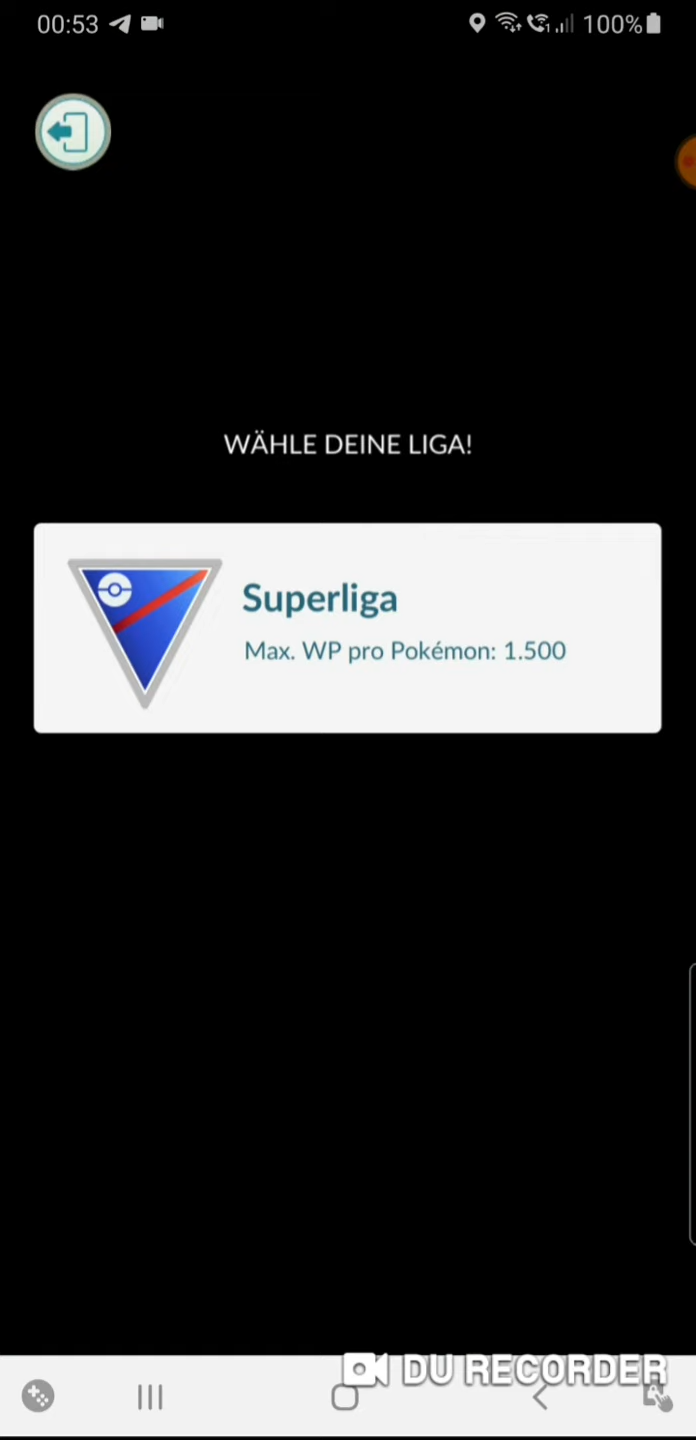 00:53
100%
WÄHLE DEINE LIGA!
Superliga
Max. WP pro Pokémon: 1.500
DU RECORDER